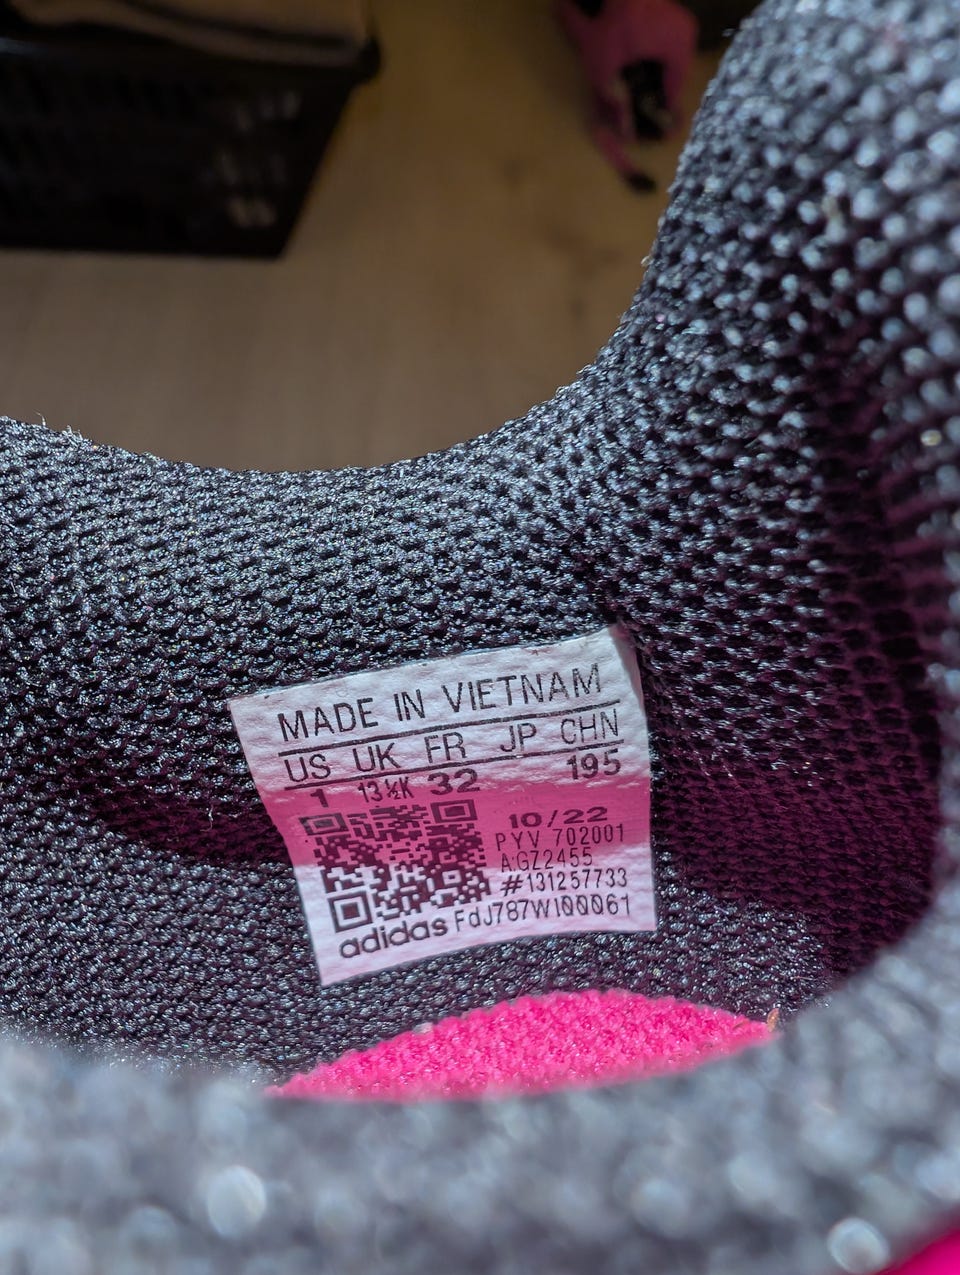 MADE IN VIETNAM
US UK FR JP CHN
1 13½K 32 195
10/22
PYV 702001
A:GZ2455
#131257733
adidas FdJ787W100061